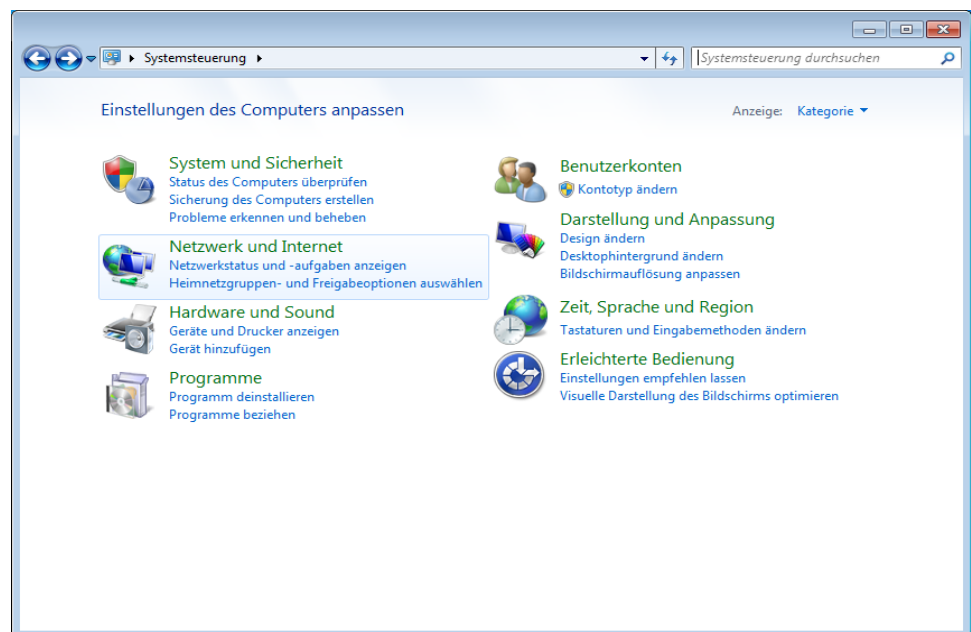 Systemsteuerung
Systemsteuerung durchsuchen
Einstellungen des Computers anpassen
Anzeige: Kategorie
System und Sicherheit
Status des Computers überprüfen
Sicherung des Computers erstellen
Probleme erkennen und beheben
Netzwerk und Internet
Netzwerkstatus und -aufgaben anzeigen
Heimnetzgruppen- und Freigabeoptionen auswählen
Hardware und Sound
Geräte und Drucker anzeigen
Gerät hinzufügen
Programme
Programm deinstallieren
Programme beziehen
Benutzerkonten
Kontotyp ändern
Darstellung und Anpassung
Design ändern
Desktophintergrund ändern
Bildschirmauflösung anpassen
Zeit, Sprache und Region
Tastaturen und Eingabemethoden ändern
Erleichterte Bedienung
Einstellungen empfehlen lassen
Visuelle Darstellung des Bildschirms optimieren